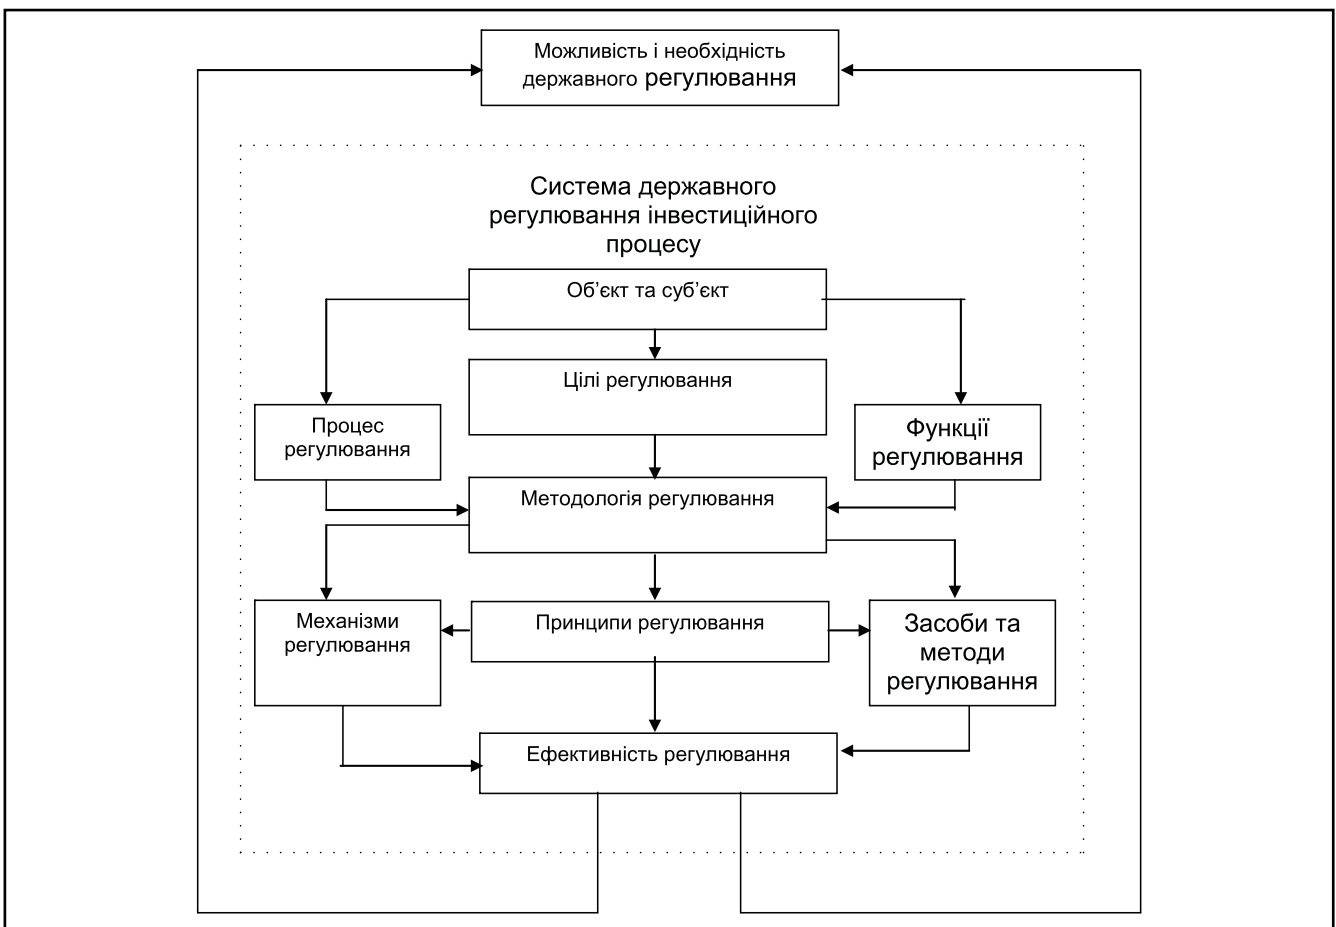 Можливість і необхідність
державного регулювання
Система державного
регулювання інвестиційного
процесу
Об’єкт та суб’єкт
Цілі регулювання
Процес
регулювання
Функції
регулювання
Методологія регулювання
Механізми
регулювання
Принципи регулювання
Засоби та
методи
регулювання
Ефективність регулювання